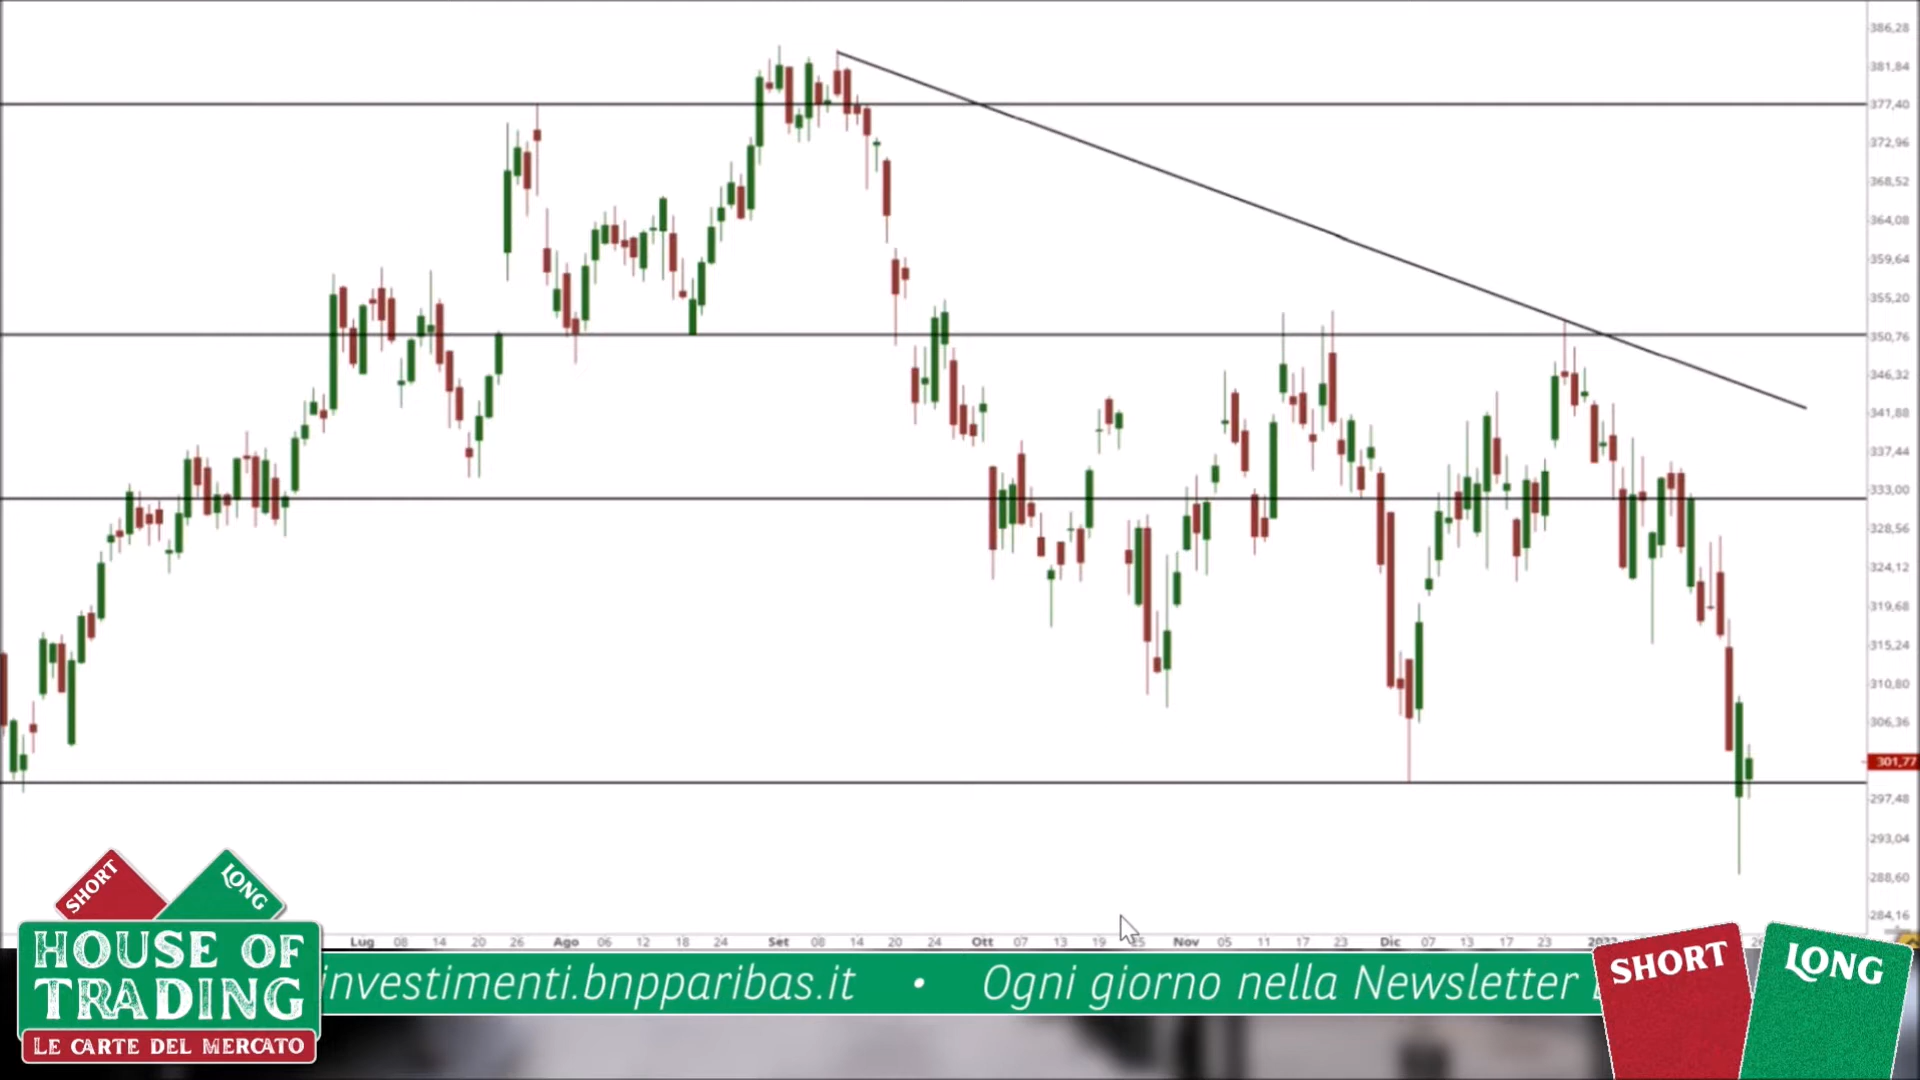 386,28
381,84
377,40
372,96
368,52
364,08
359,64
355,20
350,76
346,32
341,88
337,44
333,00
328,56
324,12
319,68
315,24
310,80
306,36
301,77
297,48
293,04
288,60
284,16
Lug 08 14 20 26 Ago 06 12 18 24 Set 08 14 20 24 Ott 07 13 19 25 Nov 05 11 17 23 Dic 07 13 17 23
SHORT
LONG
HOUSE OF
TRADING
LE CARTE DEL MERCATO
investimenti.bnpparibas.it • Ogni giorno nella Newsletter
SHORT
LONG